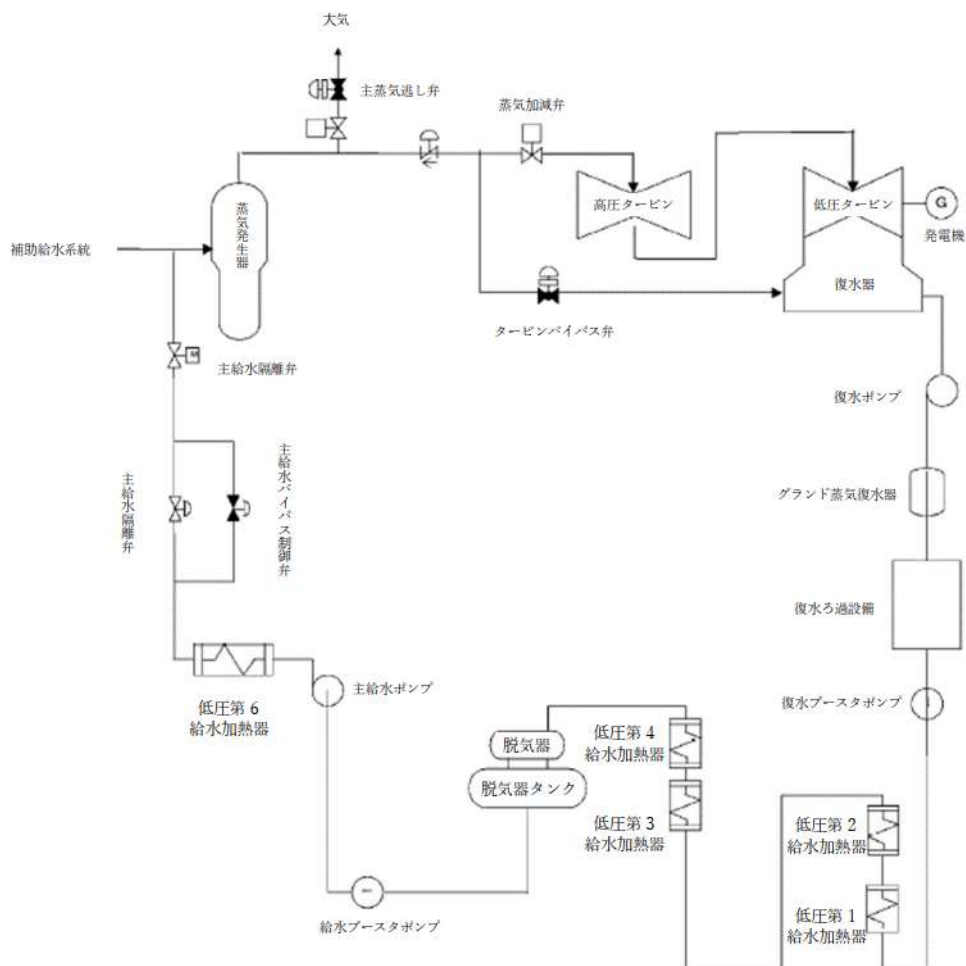 大気
主蒸気逃し弁
蒸気加減弁
高圧タービン
低圧タービン
G
発電機
蒸気発生器
補助給水系統
復水器
タービンバイパス弁
主給水隔離弁
M
復水ポンプ
主給水隔離弁
主給水バイパス制御弁
グランド蒸気復水器
復水ろ過設備
主給水ポンプ
復水ブースタポンプ
低圧第 6
給水加熱器
脱気器
脱気器タンク
低圧第 4
給水加熱器
低圧第 3
給水加熱器
低圧第 2
給水加熱器
低圧第 1
給水加熱器
給水ブースタポンプ